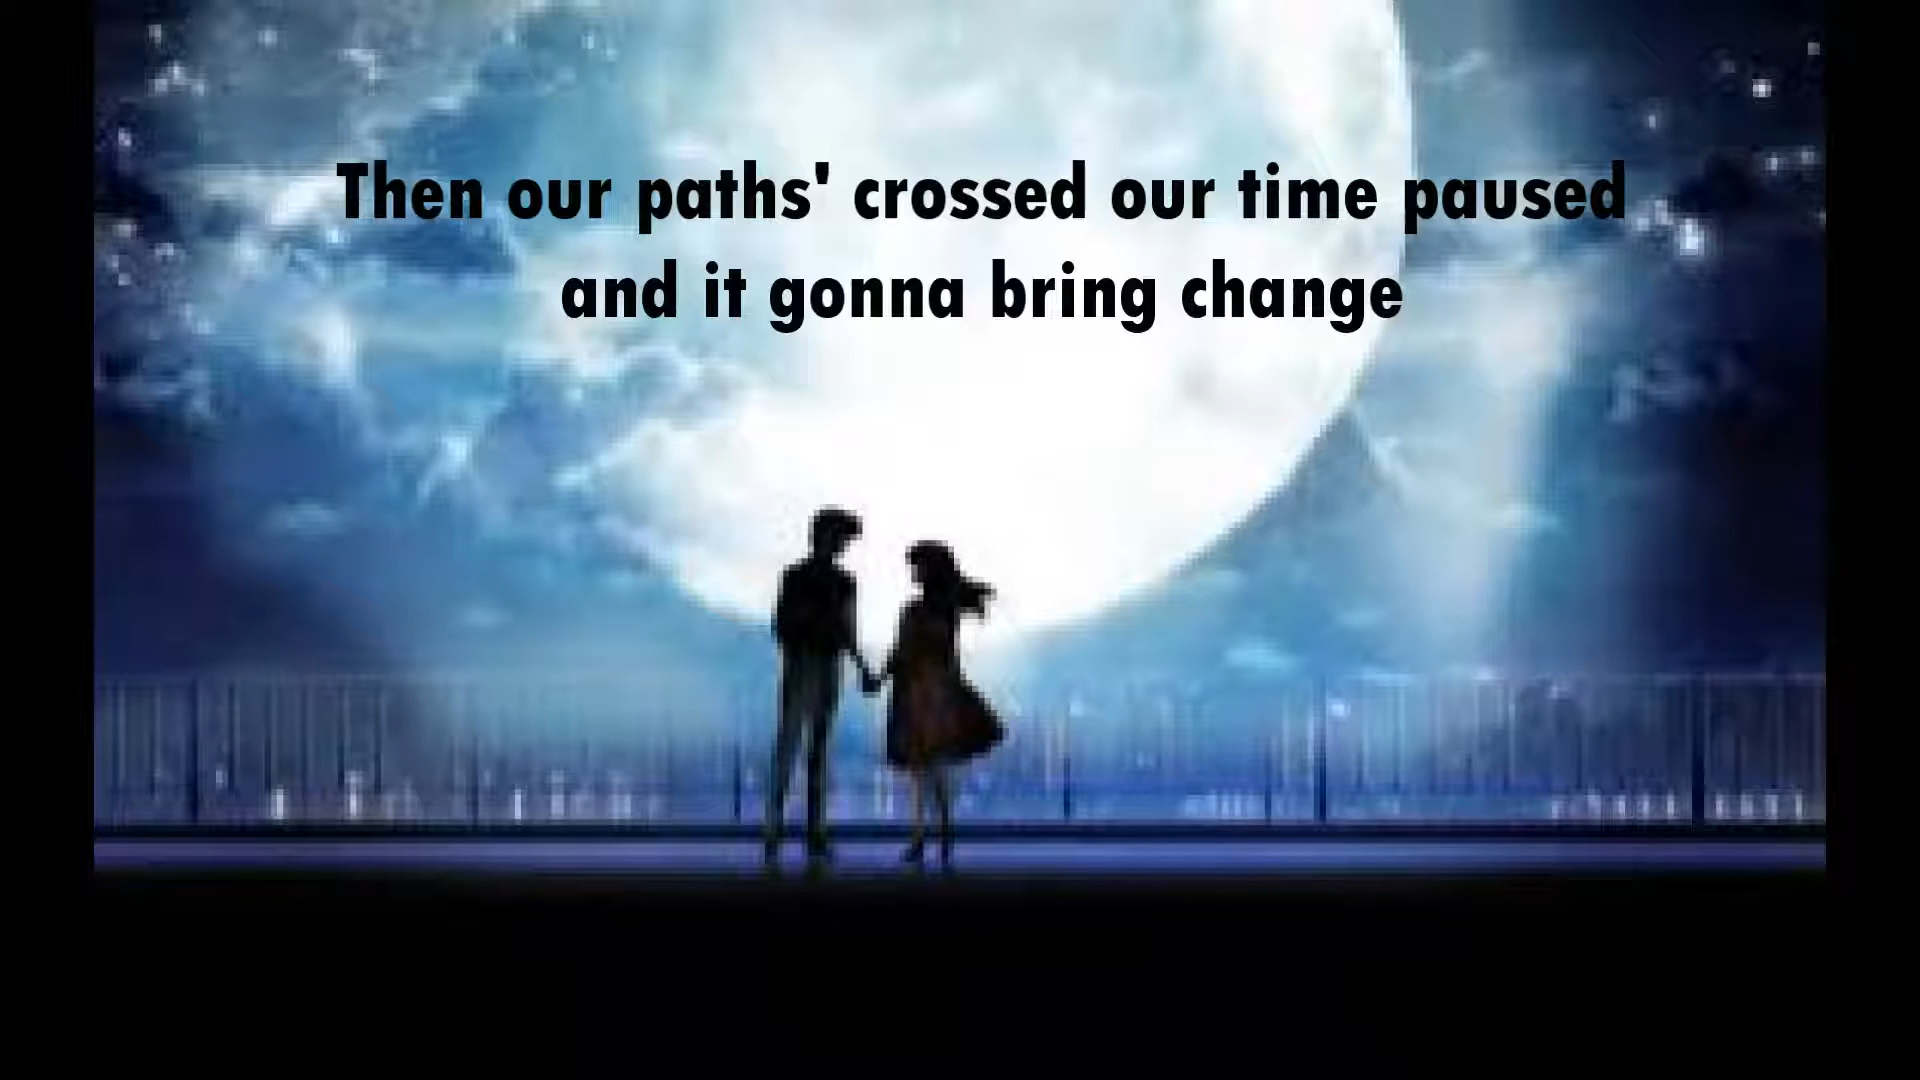 Then our paths' crossed our time paused
and it gonna bring change